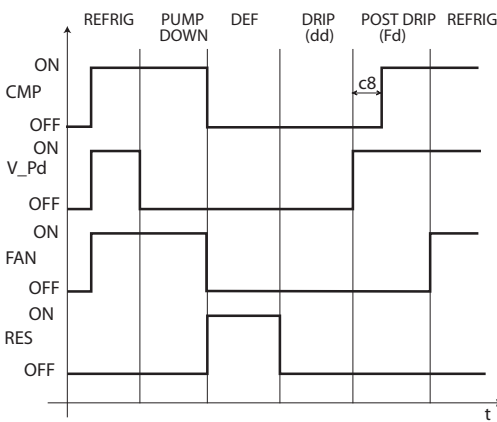 REFRIG PUMP DOWN DEF DRIP (dd) POST DRIP (Fd) REFRIG
ON
CMP
OFF
c8
ON
V_Pd
OFF
ON
FAN
OFF
ON
RES
OFF
t